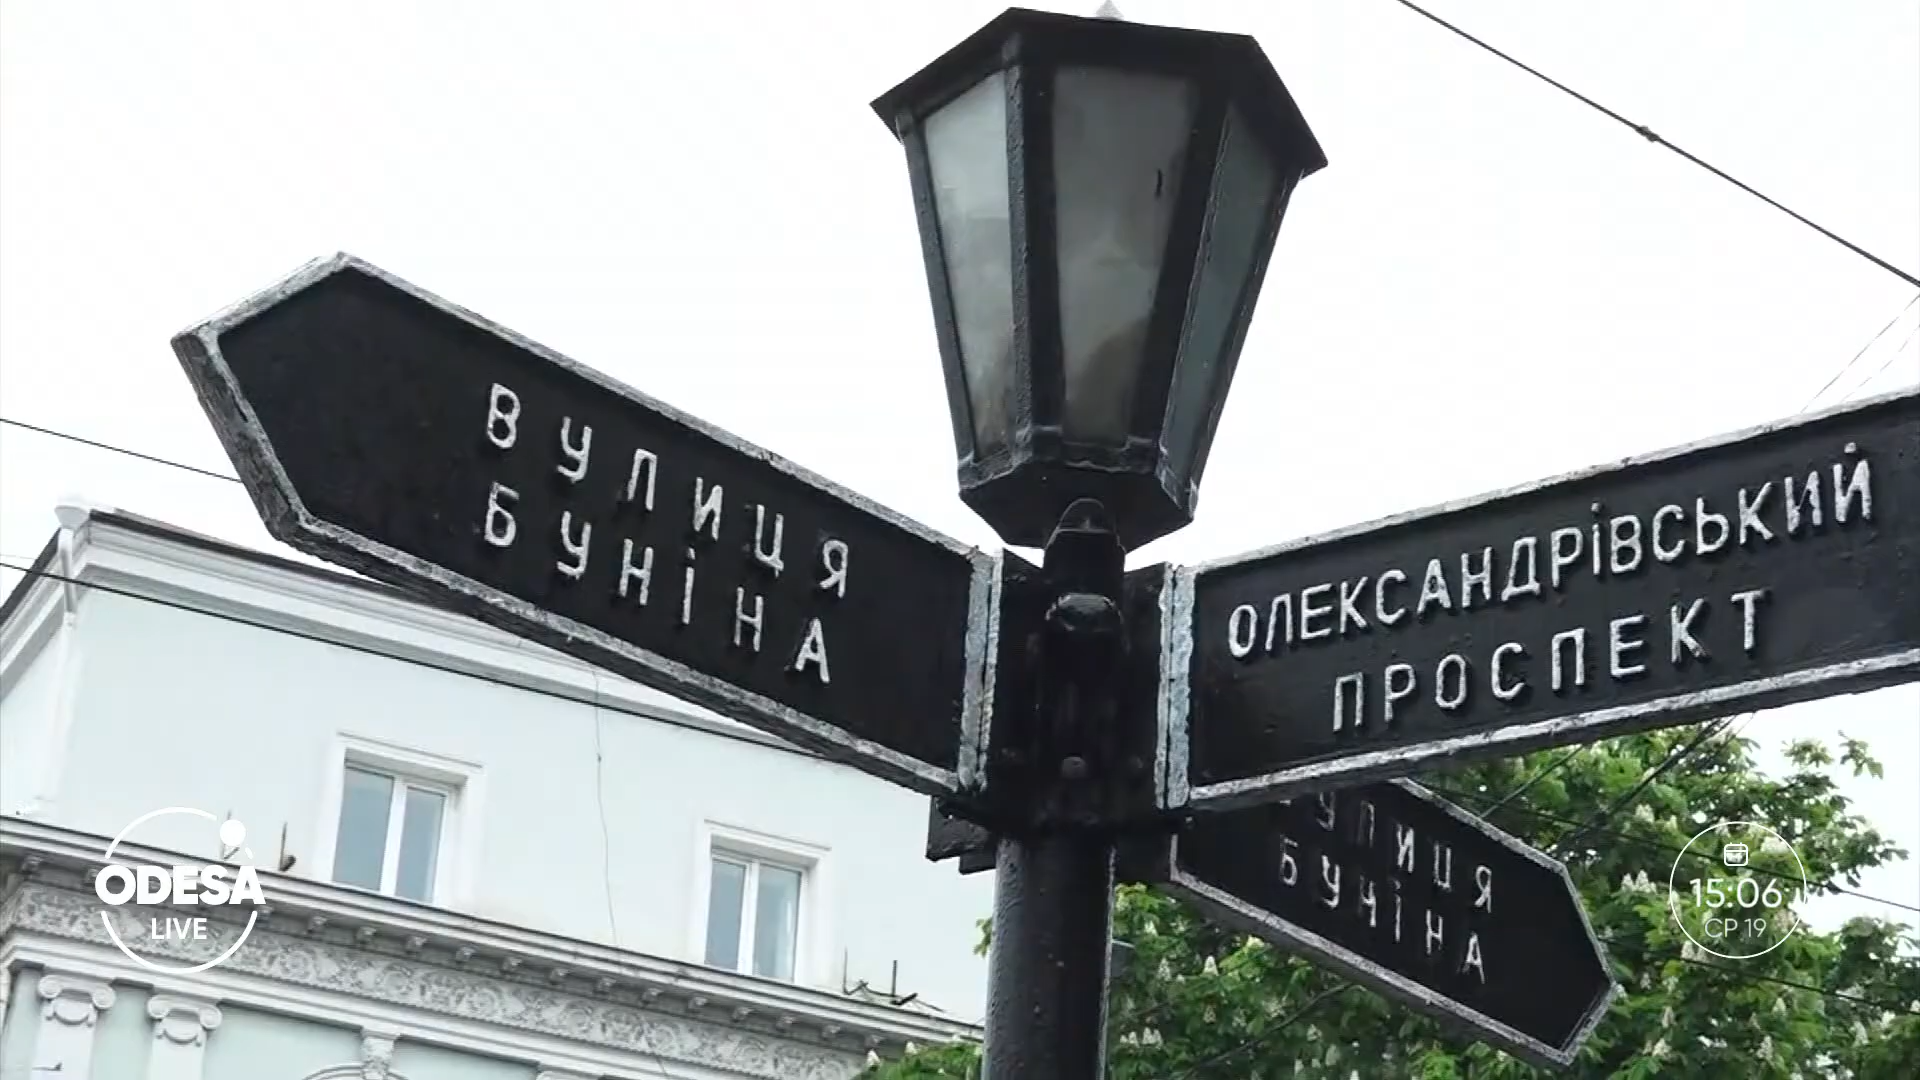 ВУЛИЦЯ
БУНІНА
ОЛЕКСАНДРІВСЬКИЙ
ПРОСПЕКТ
ВУЛИЦЯ
БУНІНА
ODESA
LIVE
15:06
СР 19